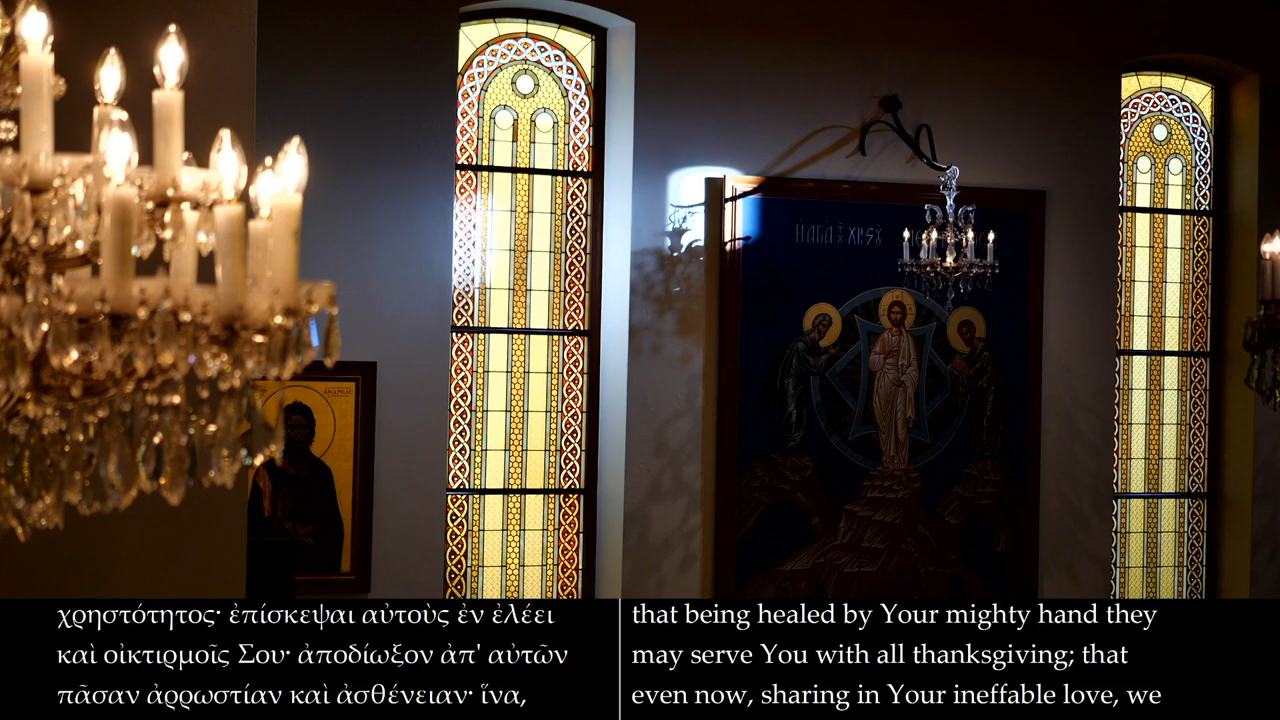 ΑΝΔΡΕΑΣ
χρηστότητος· ἐπίσκεψαι αὐτοὺς ἐν ἐλέει
καὶ οἰκτιρμοῖς Σου· ἀποδίωξον ἀπ' αὐτῶν
πᾶσαν ἀρρωστίαν καὶ ἀσθένειαν· ἵνα,
that being healed by Your mighty hand they
may serve You with all thanksgiving; that
even now, sharing in Your ineffable love, we